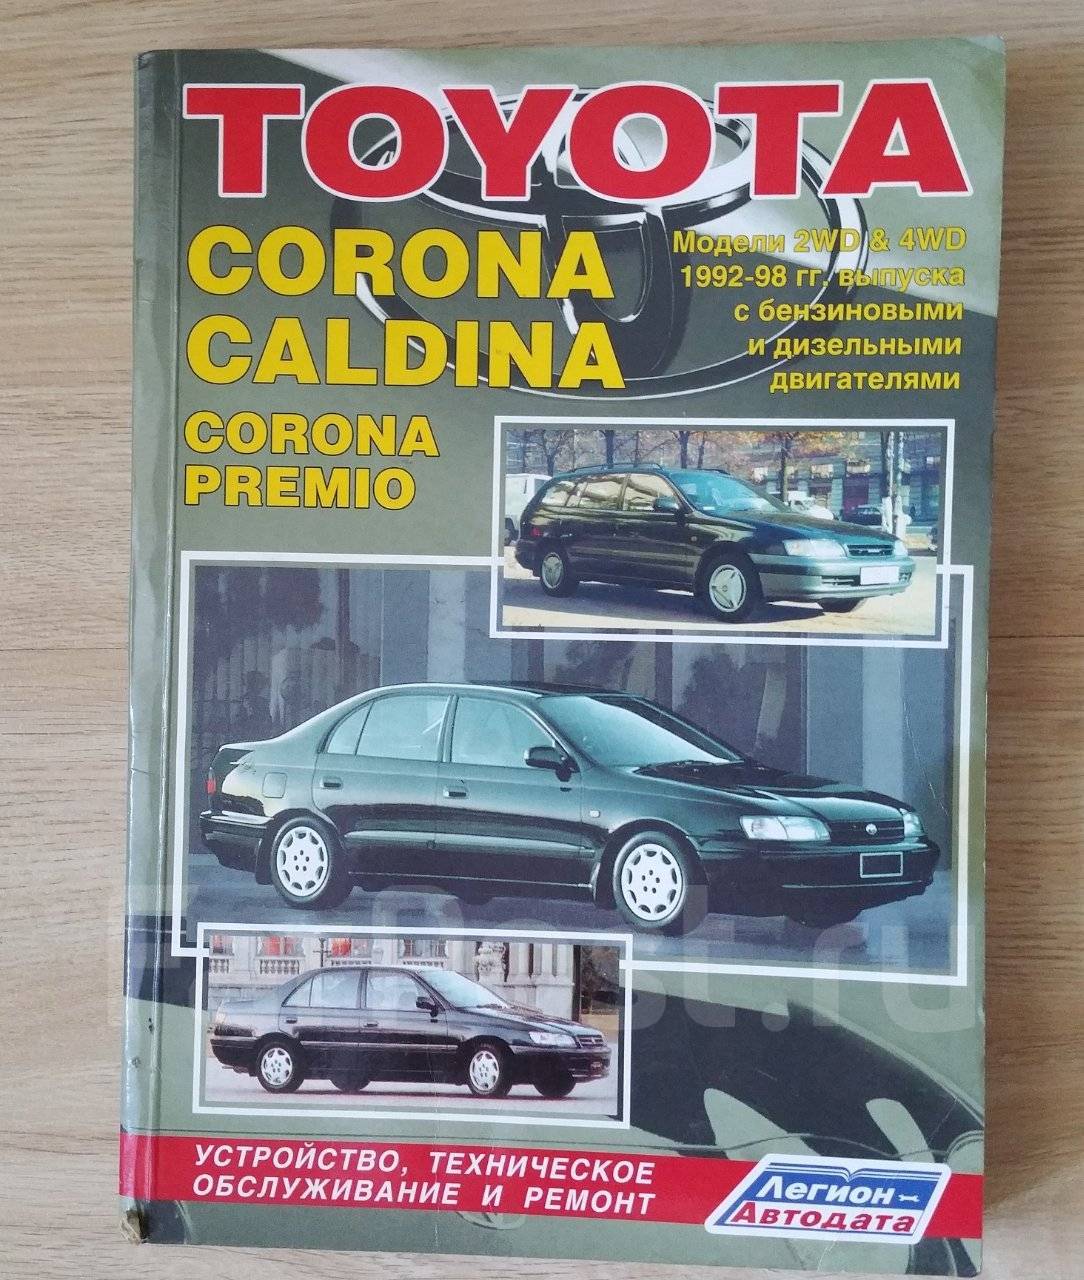 TOYOTA
CORONA
CALDINA
CORONA
PREMIO
Модели 2WD & 4WD
1992-98 гг. выпуска
с бензиновыми
и дизельными
двигателями
УСТРОЙСТВО, ТЕХНИЧЕСКОЕ
ОБСЛУЖИВАНИЕ И РЕМОНТ
Легион-
Автодата